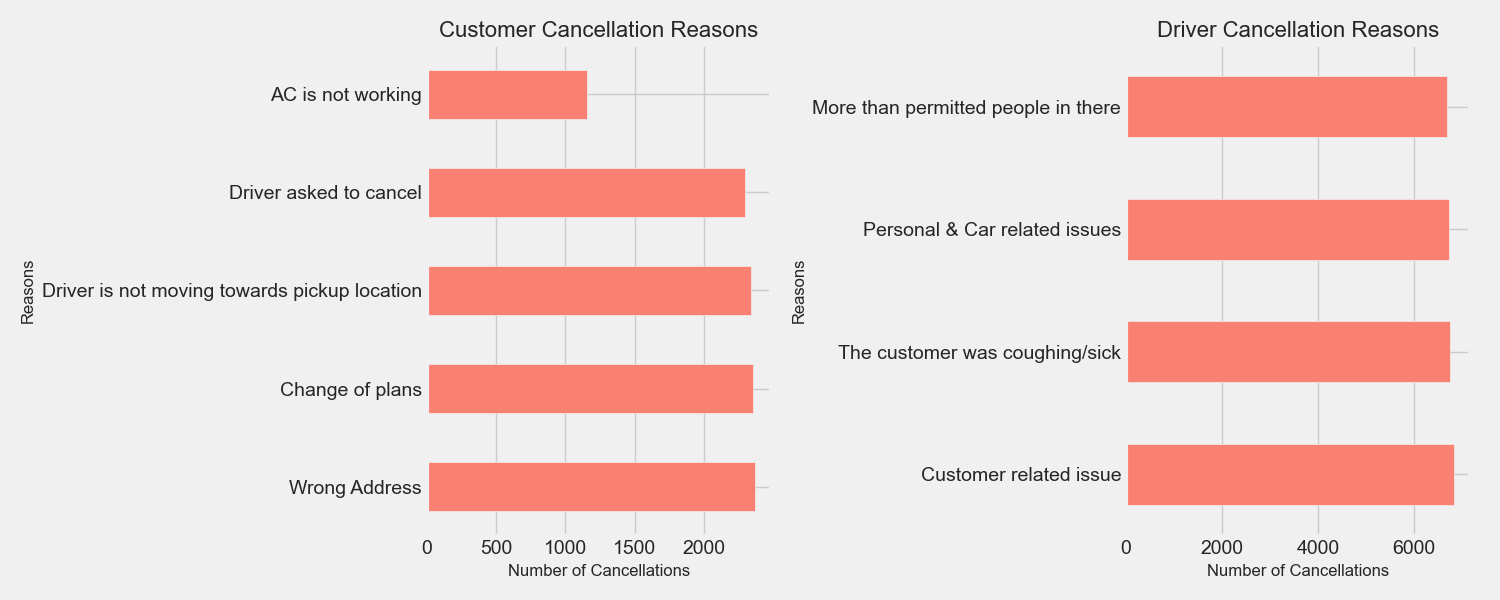 Customer Cancellation Reasons
Reasons
AC is not working
Driver asked to cancel
Driver is not moving towards pickup location
Change of plans
Wrong Address
0 500 1000 1500 2000
Number of Cancellations
Driver Cancellation Reasons
Reasons
More than permitted people in there
Personal & Car related issues
The customer was coughing/sick
Customer related issue
0 2000 4000 6000
Number of Cancellations